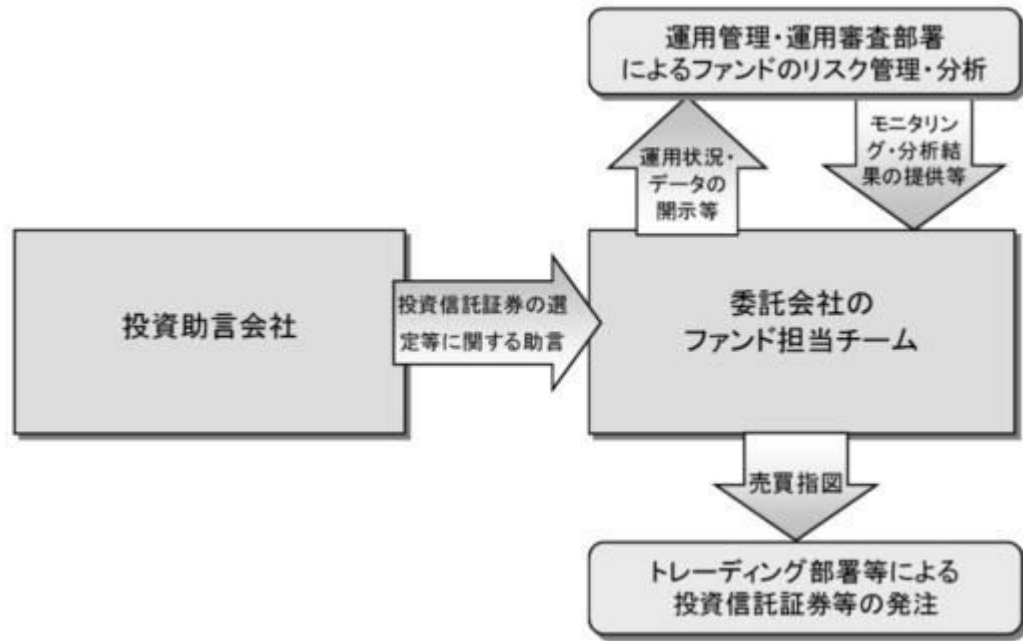 運用管理・運用審査部署
によるファンドのリスク管理・分析
運用状況・
データの
開示等
モニタリン
グ・分析結
果の提供等
投資助言会社
投資信託証券の選
定等に関する助言
委託会社の
ファンド担当チーム
売買指図
トレーディング部署等による
投資信託証券等の発注